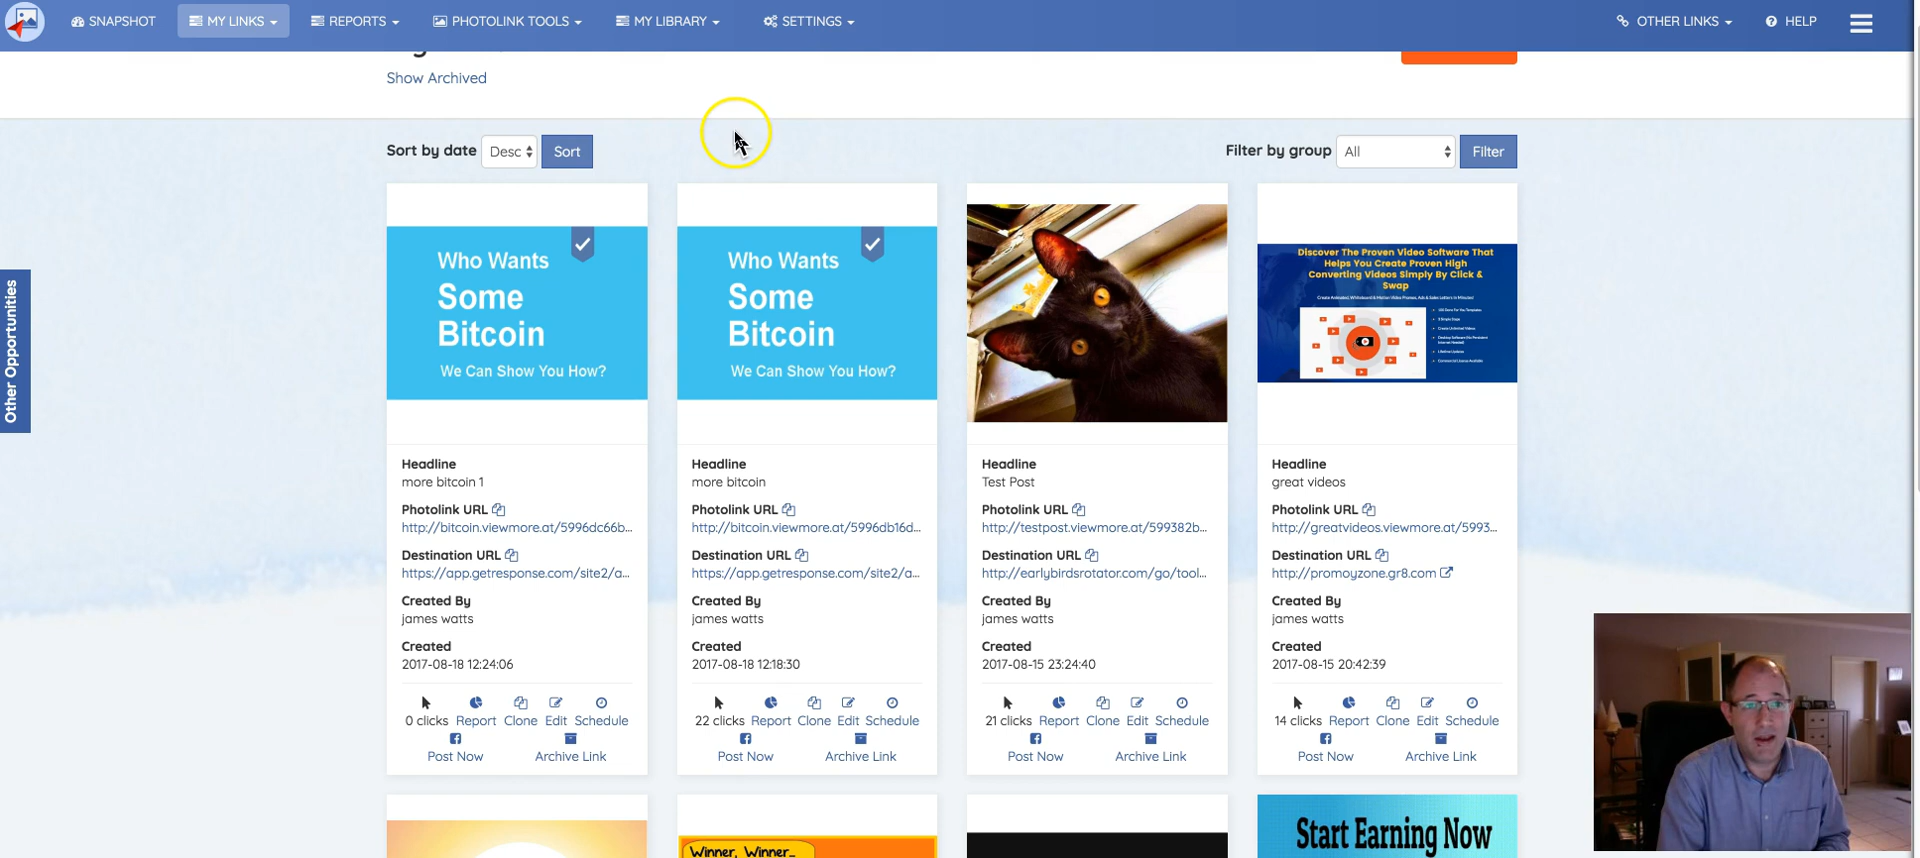 SNAPSHOT
MY LINKS
REPORTS
PHOTOLINK TOOLS
MY LIBRARY
SETTINGS
OTHER LINKS
HELP
Show Archived
Sort by date
Desc
Sort
Filter by group
All
Filter
Other Opportunities
Who Wants
Some
Bitcoin
We Can Show You How?
Who Wants
Some
Bitcoin
We Can Show You How?
Discover The Proven Video Software That
Helps You Create Proven High
Converting Videos Simply By Click &
Swap
Create Animated, Whiteboard & Motion Video Promos, Ads & Sales Letters In Minutes!
Headline
more bitcoin 1
Photolink URL
http://bitcoin.viewmore.at/5996dc66b...
Destination URL
https://app.getresponse.com/site2/a...
Created By
james watts
Created
2017-08-18 12:24:06
0 clicks
Report
Clone
Edit
Schedule
Post Now
Archive Link
Headline
more bitcoin
Photolink URL
http://bitcoin.viewmore.at/5996db16d...
Destination URL
https://app.getresponse.com/site2/a...
Created By
james watts
Created
2017-08-18 12:18:30
22 clicks
Report
Clone
Edit
Schedule
Post Now
Archive Link
Headline
Test Post
Photolink URL
http://testpost.viewmore.at/599382b...
Destination URL
http://earlybirdsrotator.com/go/tool...
Created By
james watts
Created
2017-08-15 23:24:40
21 clicks
Report
Clone
Edit
Schedule
Post Now
Archive Link
Headline
great videos
Photolink URL
http://greatvideos.viewmore.at/5993...
Destination URL
http://promoyzone.gr8.com
Created By
james watts
Created
2017-08-15 20:42:39
14 clicks
Report
Clone
Edit
Schedule
Post Now
Archive Link
Winner, Winner...
Start Earning Now